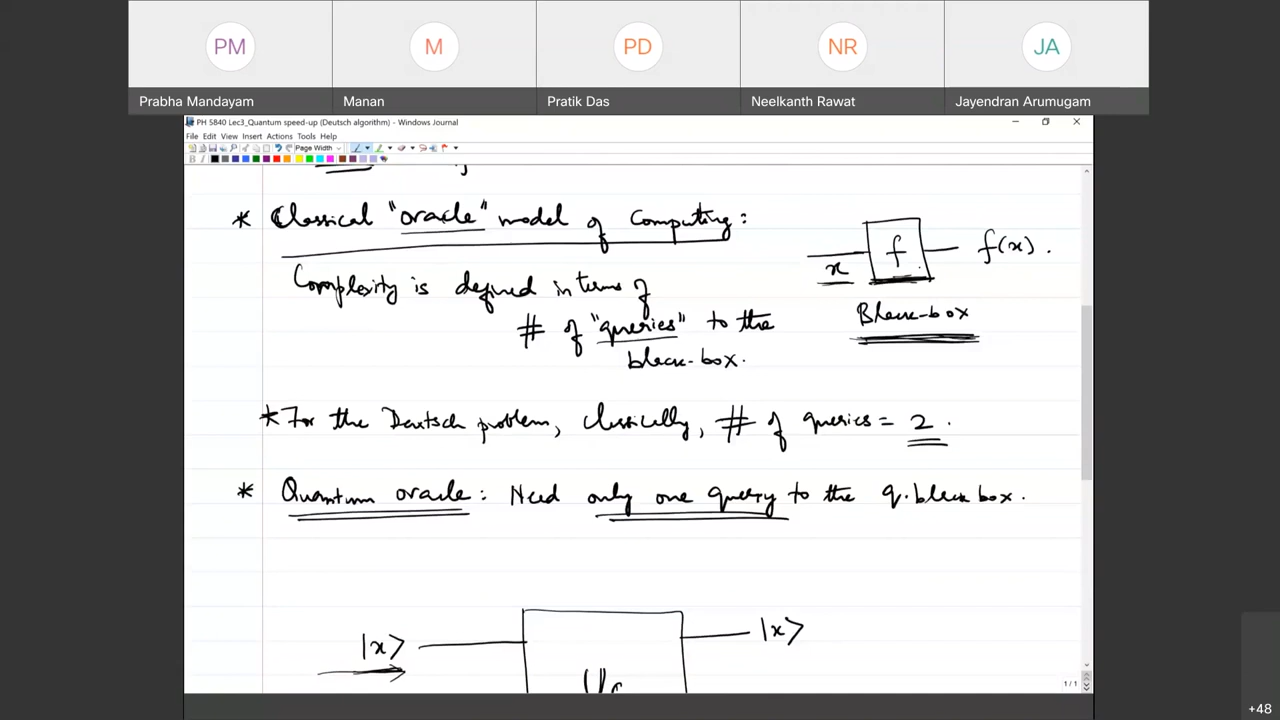 PM
M
PD
NR
JA
Prabha Mandayam
Manan
Pratik Das
Neelkanth Rawat
Jayendran Arumugam
PH 5840 Lec3_Quantum speed-up (Deutsch algorithm) - Windows Journal
File Edit View Insert Actions Tools Help
Page Width
B I
* Classical "oracle" model of Computing:
x f f(x).
Complexity is defined in terms of
# of "queries" to the
black-box.
Black-box
* For the Deutsch problem, classically, # of queries = 2.
* Quantum oracle: Need only one query to the q. black box.
|x> |x>
U
1 / 1
+48